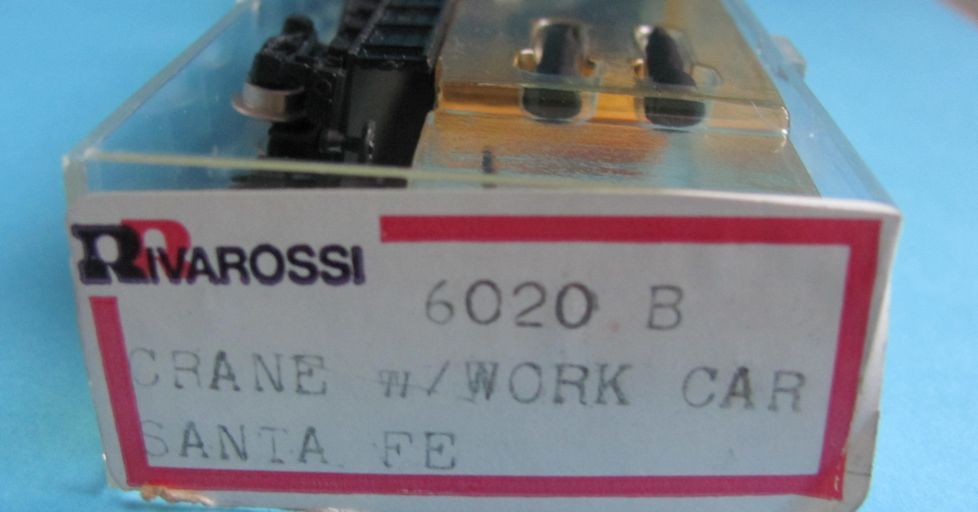 RIVAROSSI
6020 B
CRANE W/WORK CAR
SANTA FE